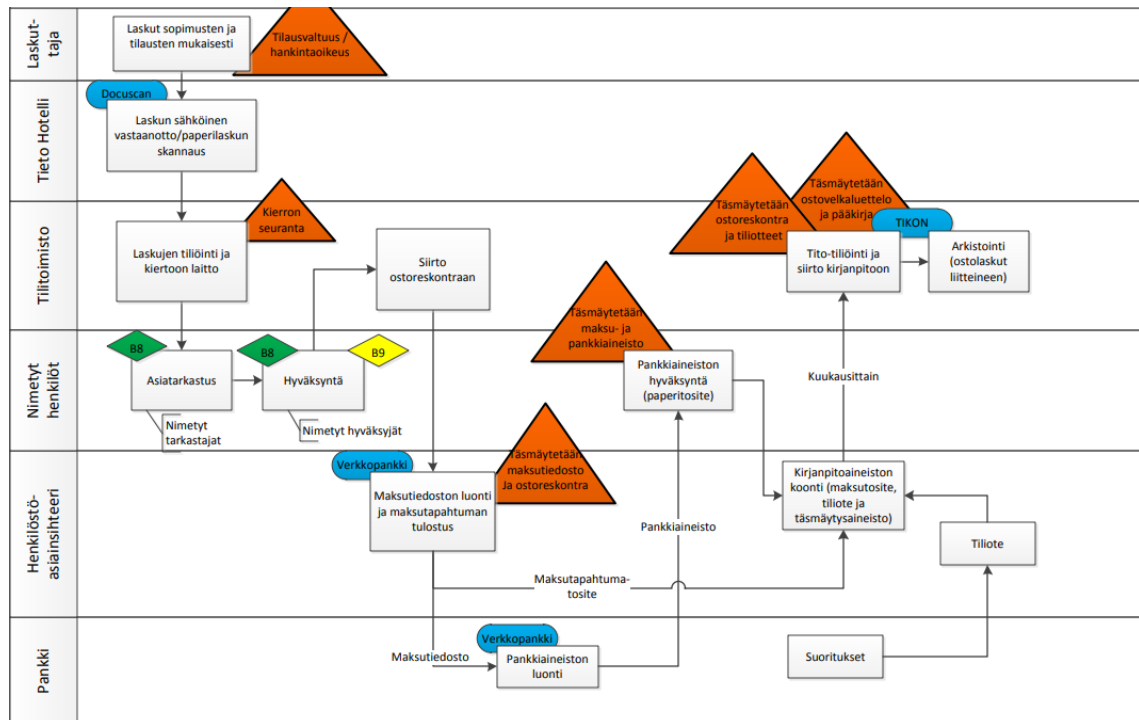 Laskut-
taja
Laskut sopimusten ja
tilausten mukaisesti
Tilausvaltuus /
hankintaoikeus
Tieto Hotelli
Docuscan
Laskun sähköinen
vastaanotto/paperilaskun
skannaus
Tilitoimisto
Laskujen tiliöinti ja
kiertoon laitto
Kierron
seuranta
Siirto
ostoreskontraan
Täsmäytetään
ostoreskontra
ja tiliotteet
Täsmäytetään
ostovelkaluettelo
ja pääkirja
TIKON
Tito-tiliöinti ja
siirto kirjanpitoon
Arkistointi
(ostolaskut
liitteineen)
Nimetyt
henkilöt
B8
Asiatarkastus
Nimetyt
tarkastajat
B8
B9
Hyväksyntä
Nimetyt hyväksyjät
Täsmäytetään
maksu- ja
pankkiaineisto
Pankkiaineiston
hyväksyntä
(paperitosite)
Kuukausittain
Henkilöstö-
asiainsihteeri
Verkkopankki
Maksutiedoston luonti
ja maksutapahtuman
tulostus
Täsmäytetään
maksutiedosto
Ja ostoreskontra
Pankkiaineisto
Kirjanpitoaineiston
koonti (maksutosite,
tiliote ja
täsmäytysaineisto)
Tiliote
Maksutapahtuma-
tosite
Pankki
Maksutiedosto
Verkkopankki
Pankkiaineiston
luonti
Suoritukset